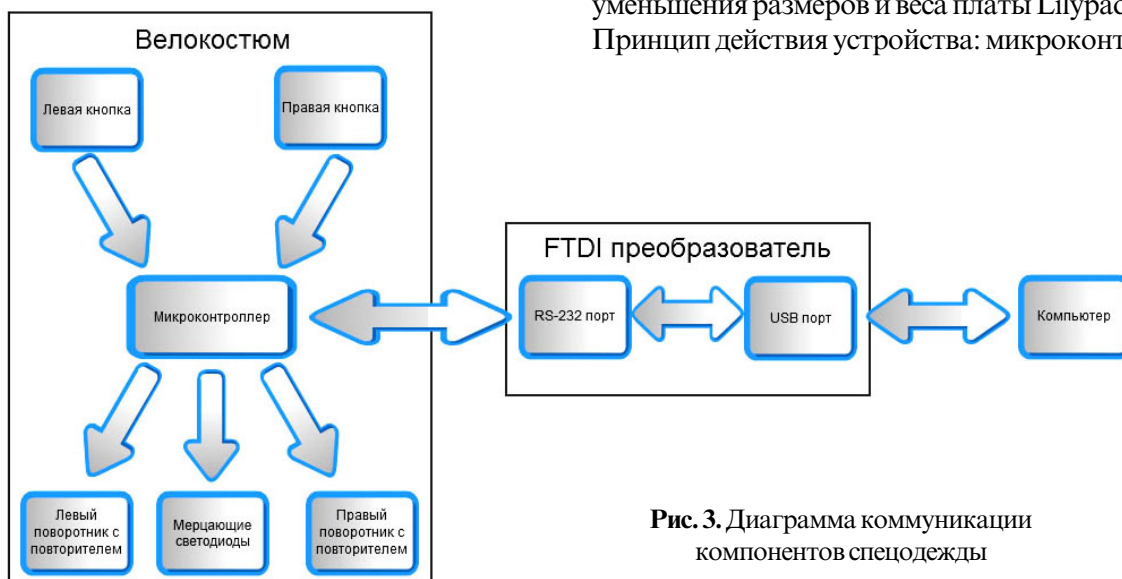 уменьшения размеров и веса платы Lilypad
Принцип действия устройства: микроконт
Велокостюм
Левая кнопка
Правая кнопка
FTDI преобразователь
Микроконтроллер
RS-232 порт
USB порт
Компьютер
Левый
поворотник с
повторителем
Мерцающие
светодиоды
Правый
поворотник с
повторителем
Рис. 3. Диаграмма коммуникации
компонентов спецодежды